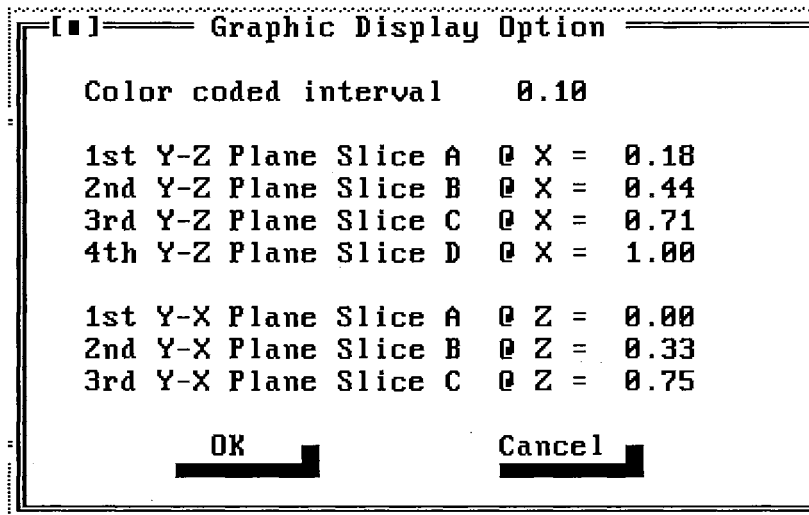 [■] Graphic Display Option
Color coded interval 0.10
1st Y-Z Plane Slice A @ X = 0.18
2nd Y-Z Plane Slice B @ X = 0.44
3rd Y-Z Plane Slice C @ X = 0.71
4th Y-Z Plane Slice D @ X = 1.00
1st Y-X Plane Slice A @ Z = 0.00
2nd Y-X Plane Slice B @ Z = 0.33
3rd Y-X Plane Slice C @ Z = 0.75
OK Cancel